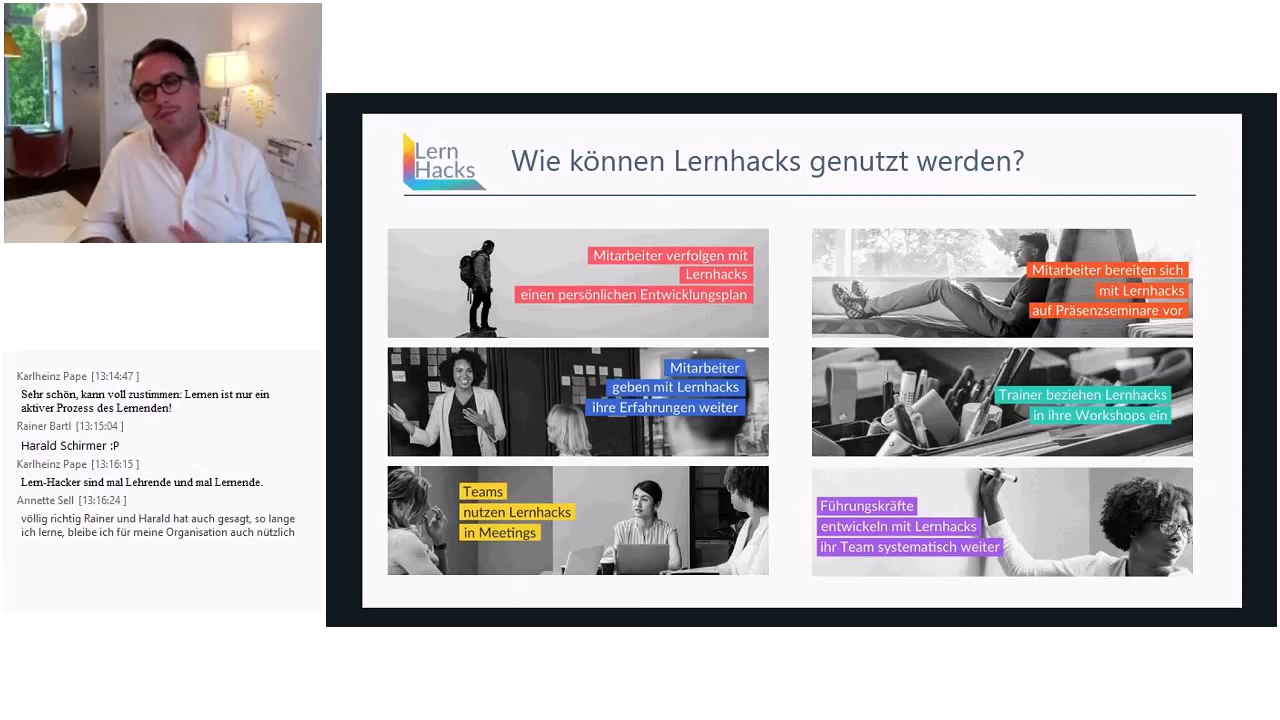 Karlheinz Pape [13:14:47 ]
Sehr schön, kann voll zustimmen: Lernen ist nur ein
aktiver Prozess des Lernenden!
Rainer Bartl [13:15:04 ]
Harald Schirmer :P
Karlheinz Pape [13:16:15 ]
Lern-Häcker sind mal Lehrende und mal Lernende.
Annette Sell [13:16:24 ]
völlig richtig Rainer und Harald hat auch gesagt, so lange
ich lerne, bleibe ich für meine Organisation auch nützlich
Lern
Hacks
Wie können Lernhacks genutzt werden?
Mitarbeiter verfolgen mit
Lernhacks
einen persönlichen Entwicklungsplan
Mitarbeiter bereiten sich
mit Lernhacks
auf Präsenzseminare vor
Mitarbeiter
geben mit Lernhacks
ihre Erfahrungen weiter
Trainer beziehen Lernhacks
in ihre Workshops ein
Teams
nutzen Lernhacks
in Meetings
Führungskräfte
entwickeln mit Lernhacks
ihr Team systematisch weiter